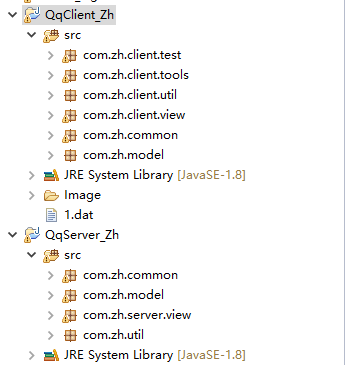 QqClient_Zh
src
com.zh.client.test
com.zh.client.tools
com.zh.client.util
com.zh.client.view
com.zh.common
com.zh.model
JRE System Library [JavaSE-1.8]
Image
1.dat
QqServer_Zh
src
com.zh.common
com.zh.model
com.zh.server.view
com.zh.util
JRE System Library [JavaSE-1.8]